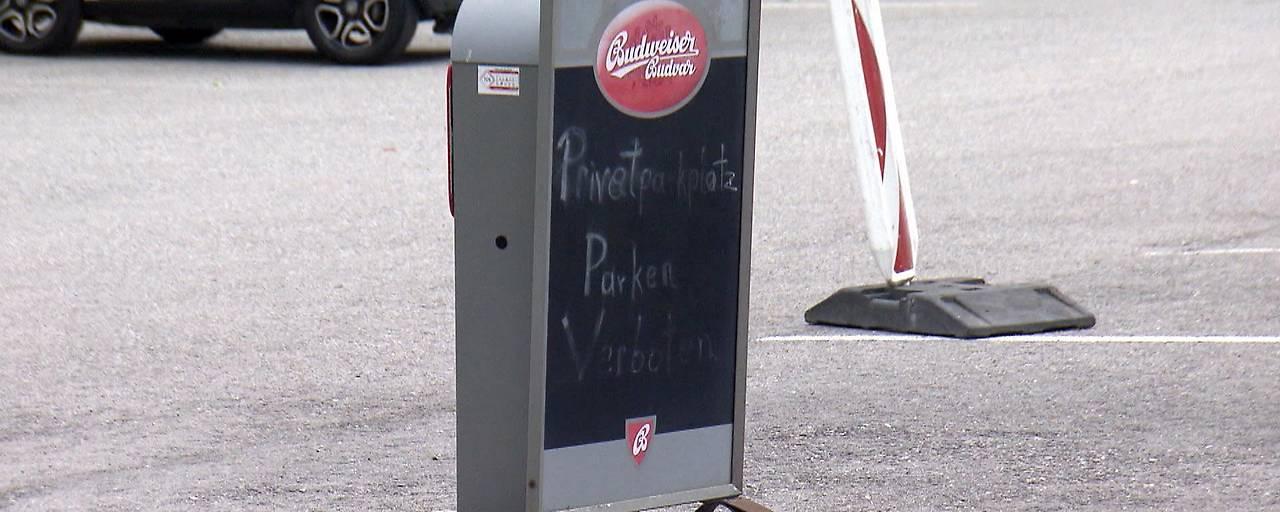 Budweiser
Budvar
Privatparkplatz
Parken
Verboten
B